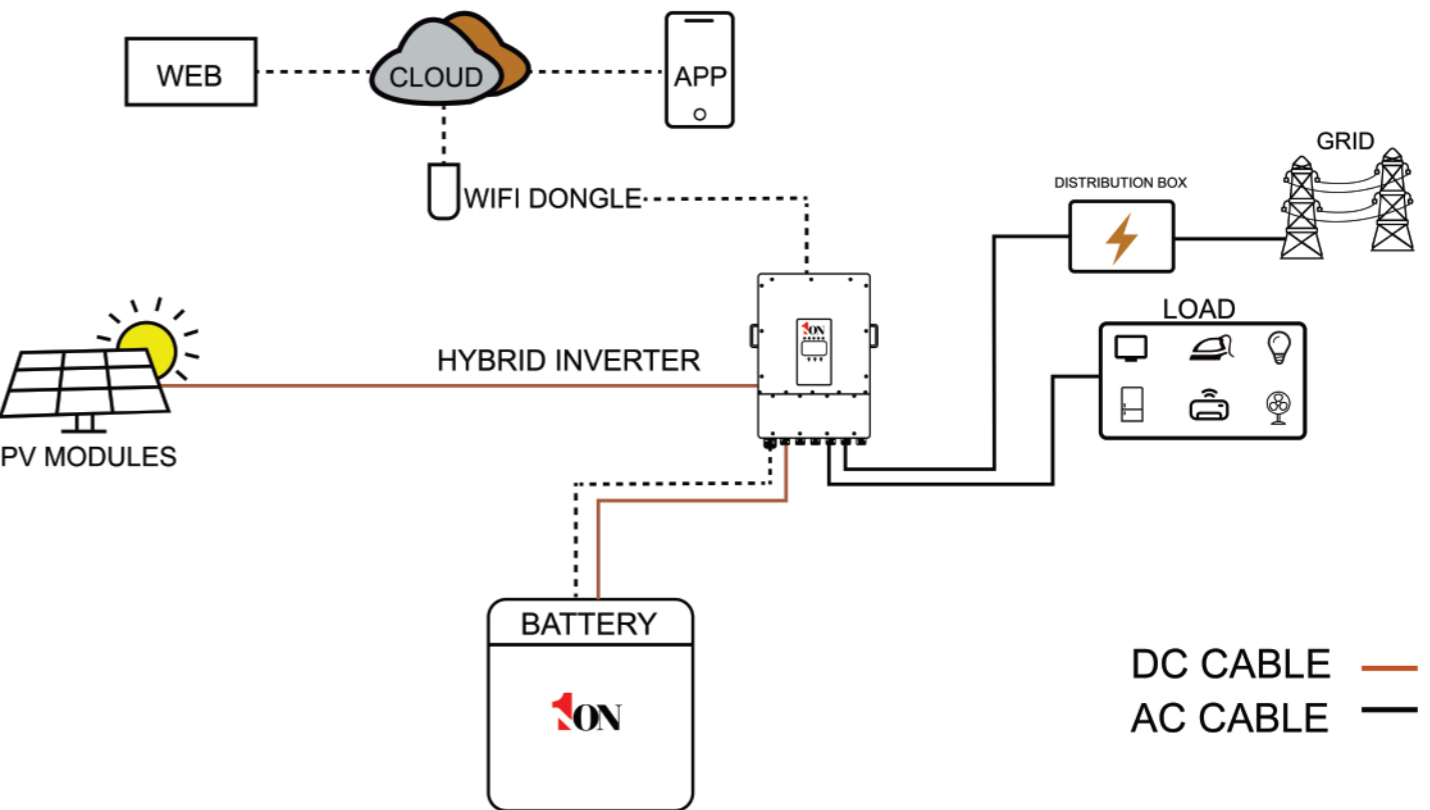 WEB
CLOUD
APP
WIFI DONGLE
GRID
DISTRIBUTION BOX
LOAD
HYBRID INVERTER
1ON
PV MODULES
BATTERY
1ON
DC CABLE
AC CABLE